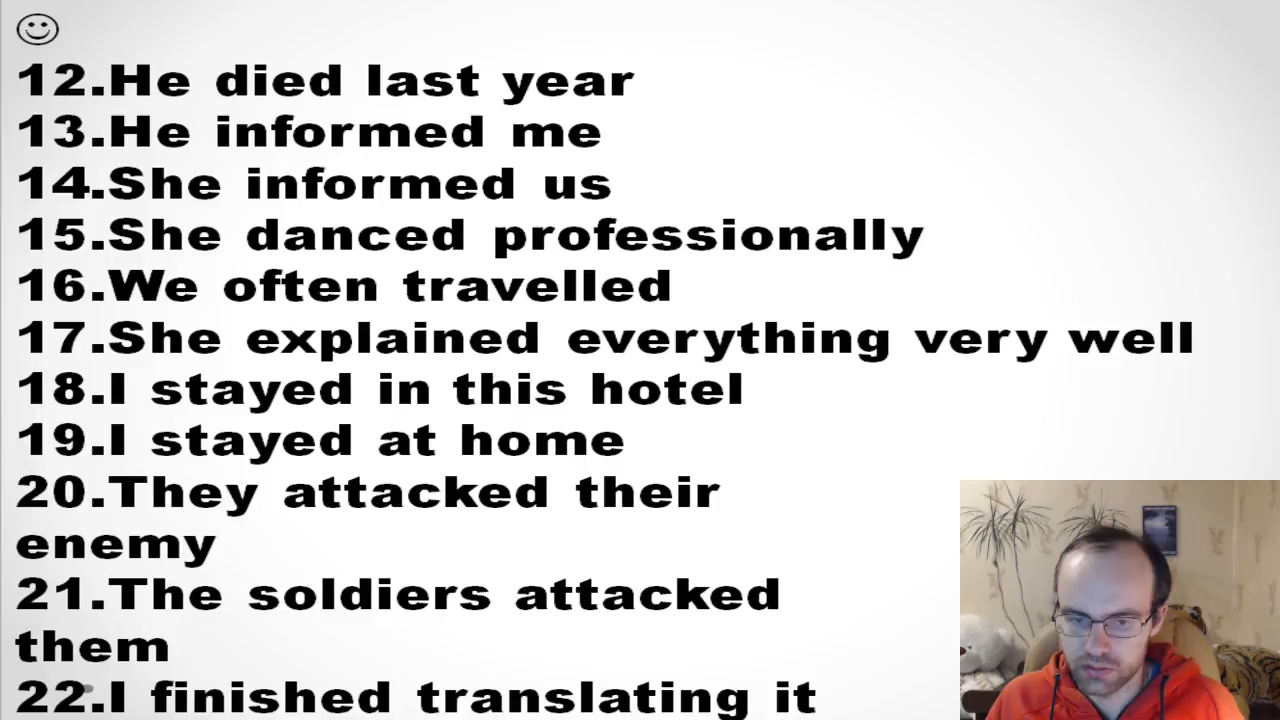 12.He died last year
13.He informed me
14.She informed us
15.She danced professionally
16.We often travelled
17.She explained everything very well
18.I stayed in this hotel
19.I stayed at home
20.They attacked their
enemy
21.The soldiers attacked
them
22.I finished translating it